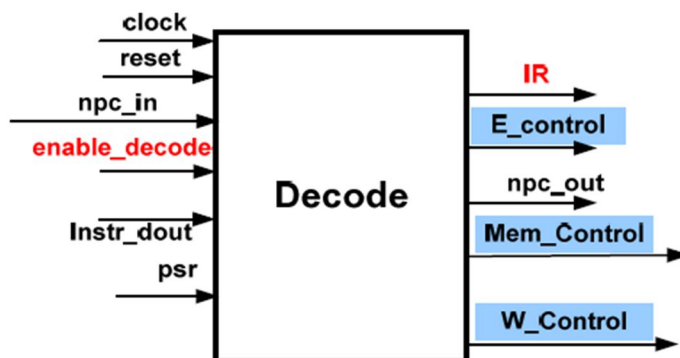 clock
reset
npc_in
enable_decode
Instr_dout
psr
Decode
IR
E_control
npc_out
Mem_Control
W_Control